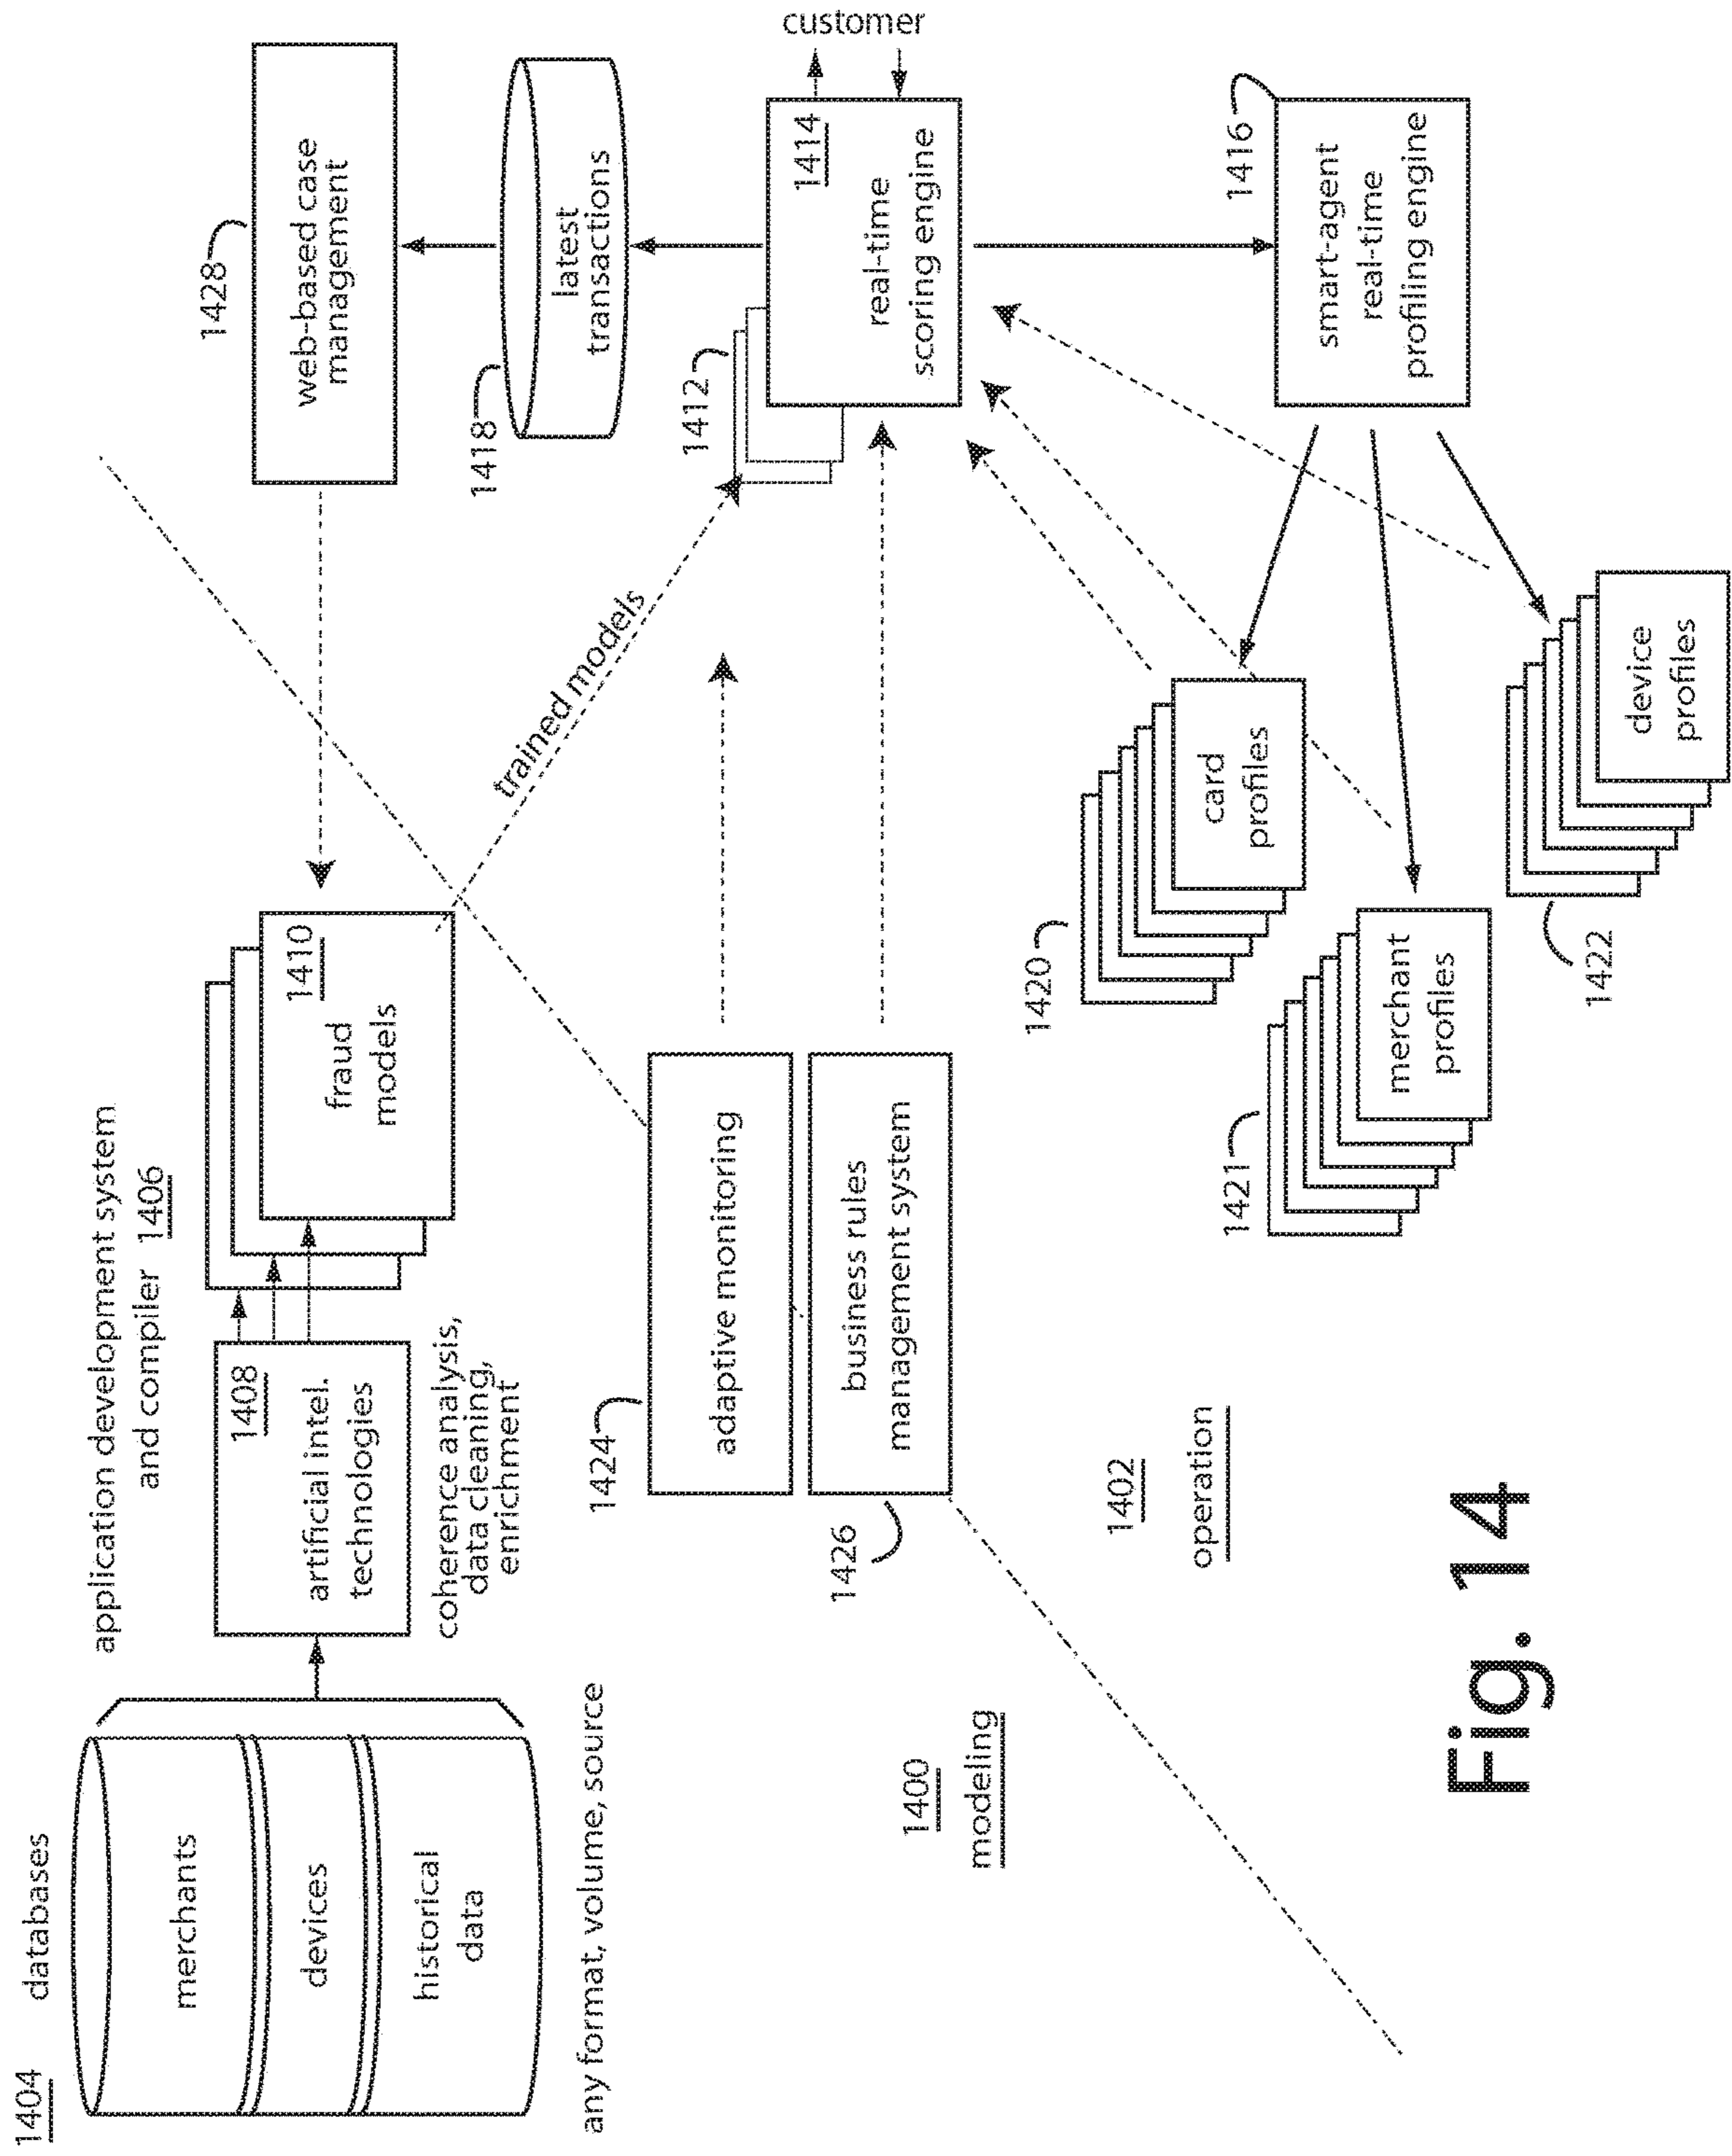 1404
databases
merchants
devices
historical
data
any format, volume, source
application development system
and compiler 1406
1408
artificial intel.
technologies
coherence analysis,
data cleaning,
enrichment
1410
fraud
models
trained models
1428
web-based case
management
1418
latest
transactions
1412
1414
real-time
scoring engine
customer
1424
adaptive monitoring
business rules
management system
1426
1416
smart-agent
real-time
profiling engine
1420
card
profiles
1421
merchant
profiles
1422
device
profiles
1400
modeling
1402
operation
Fig. 14